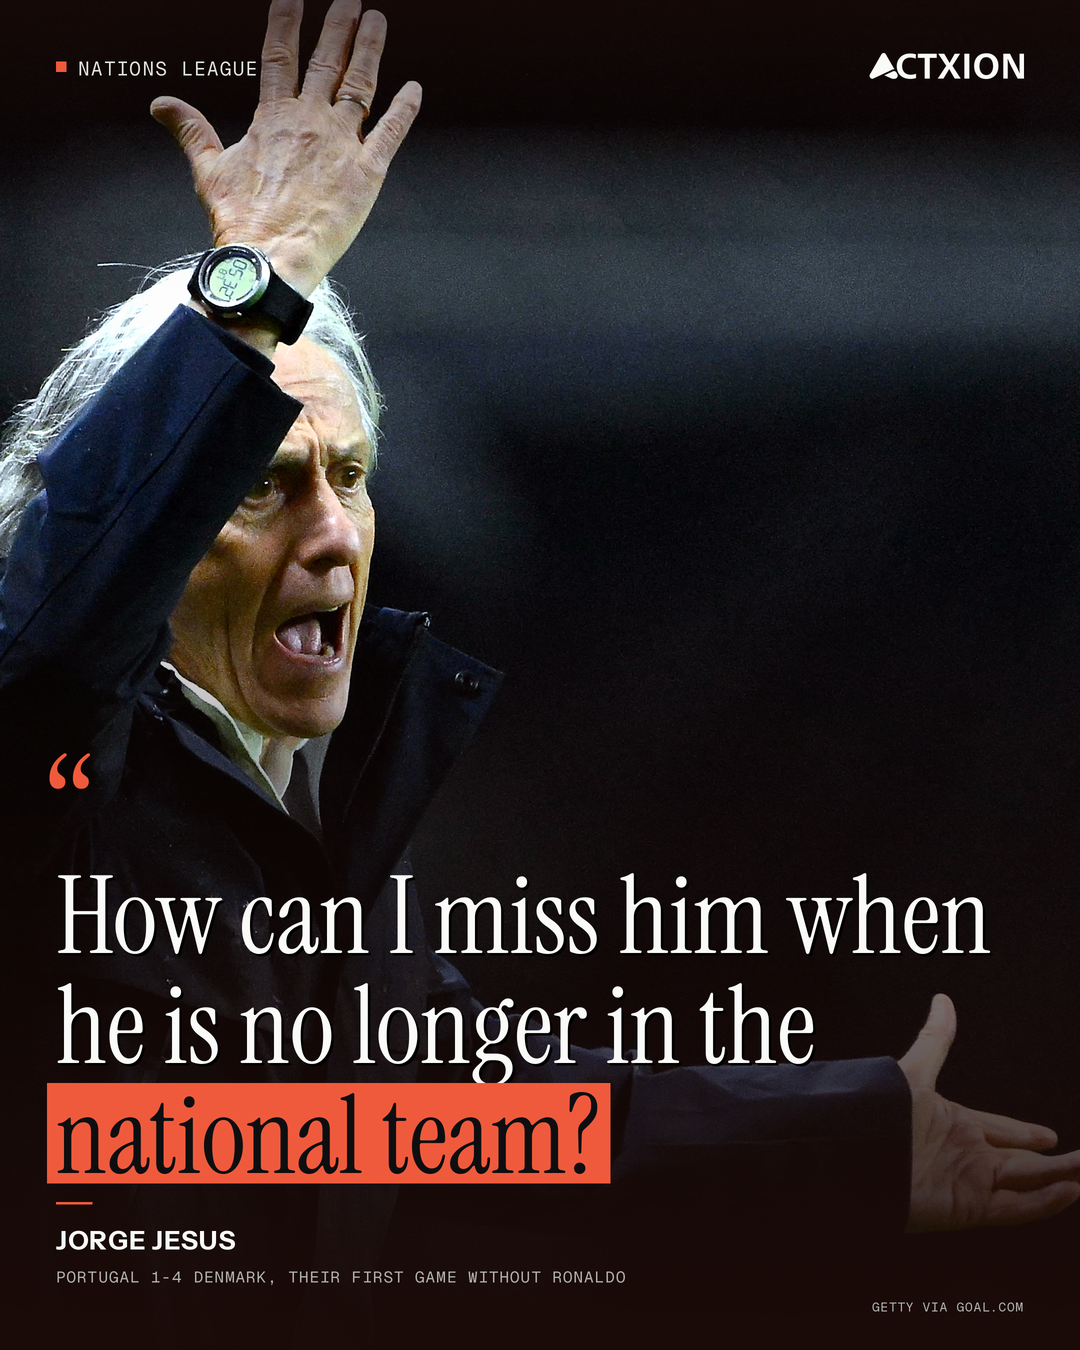 NATIONS LEAGUE
ACTXION
“
How can I miss him when
he is no longer in the
national team?
JORGE JESUS
PORTUGAL 1-4 DENMARK, THEIR FIRST GAME WITHOUT RONALDO
GETTY VIA GOAL.COM